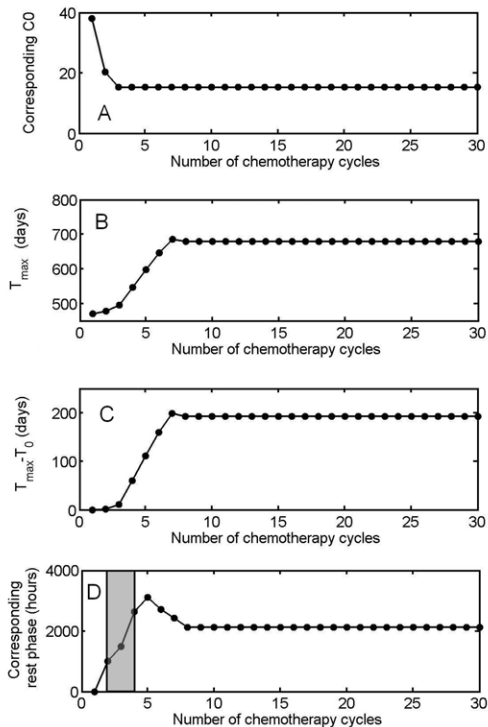 40
20
0
Corresponding C0
A
5 10 15 20 25 30
Number of chemotherapy cycles
800
700
600
500
T_max (days)
B
0 5 10 15 20 25 30
Number of chemotherapy cycles
200
100
0
T_max-T_0 (days)
C
0 5 10 15 20 25 30
Number of chemotherapy cycles
4000
2000
0
Corresponding
rest phase (hours)
D
5 10 15 20 25 30
Number of chemotherapy cycles